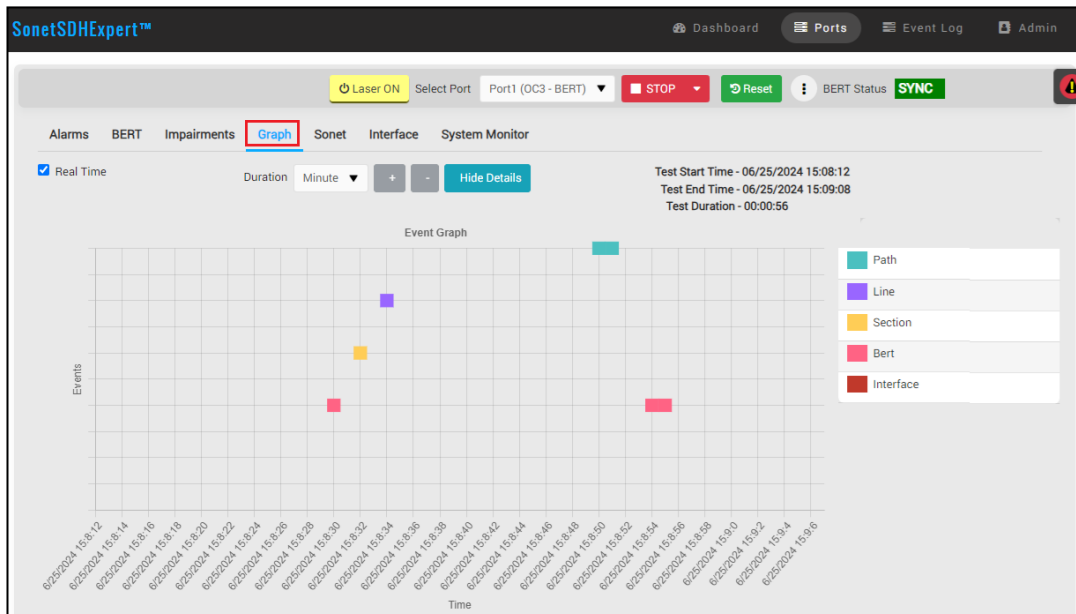 SonetSDHExpert™
Dashboard
Ports
Event Log
Admin
Laser ON
Select Port
Port1 (OC3 - BERT)
STOP
Reset
BERT Status
SYNC
Alarms
BERT
Impairments
Graph
Sonet
Interface
System Monitor
Real Time
Duration
Minute
+
-
Hide Details
Test Start Time - 06/25/2024 15:08:12
Test End Time - 06/25/2024 15:09:08
Test Duration - 00:00:56
Event Graph
Path
Line
Section
Bert
Interface
Events
6/25/2024 15:8:12
6/25/2024 15:8:14
6/25/2024 15:8:16
6/25/2024 15:8:18
6/25/2024 15:8:20
6/25/2024 15:8:22
6/25/2024 15:8:24
6/25/2024 15:8:26
6/25/2024 15:8:28
6/25/2024 15:8:30
6/25/2024 15:8:32
6/25/2024 15:8:34
6/25/2024 15:8:36
6/25/2024 15:8:38
6/25/2024 15:8:40
6/25/2024 15:8:42
6/25/2024 15:8:44
6/25/2024 15:8:46
6/25/2024 15:8:48
6/25/2024 15:8:50
6/25/2024 15:8:52
6/25/2024 15:8:54
6/25/2024 15:8:56
6/25/2024 15:8:58
6/25/2024 15:9:0
6/25/2024 15:9:2
6/25/2024 15:9:4
6/25/2024 15:9:6
Time